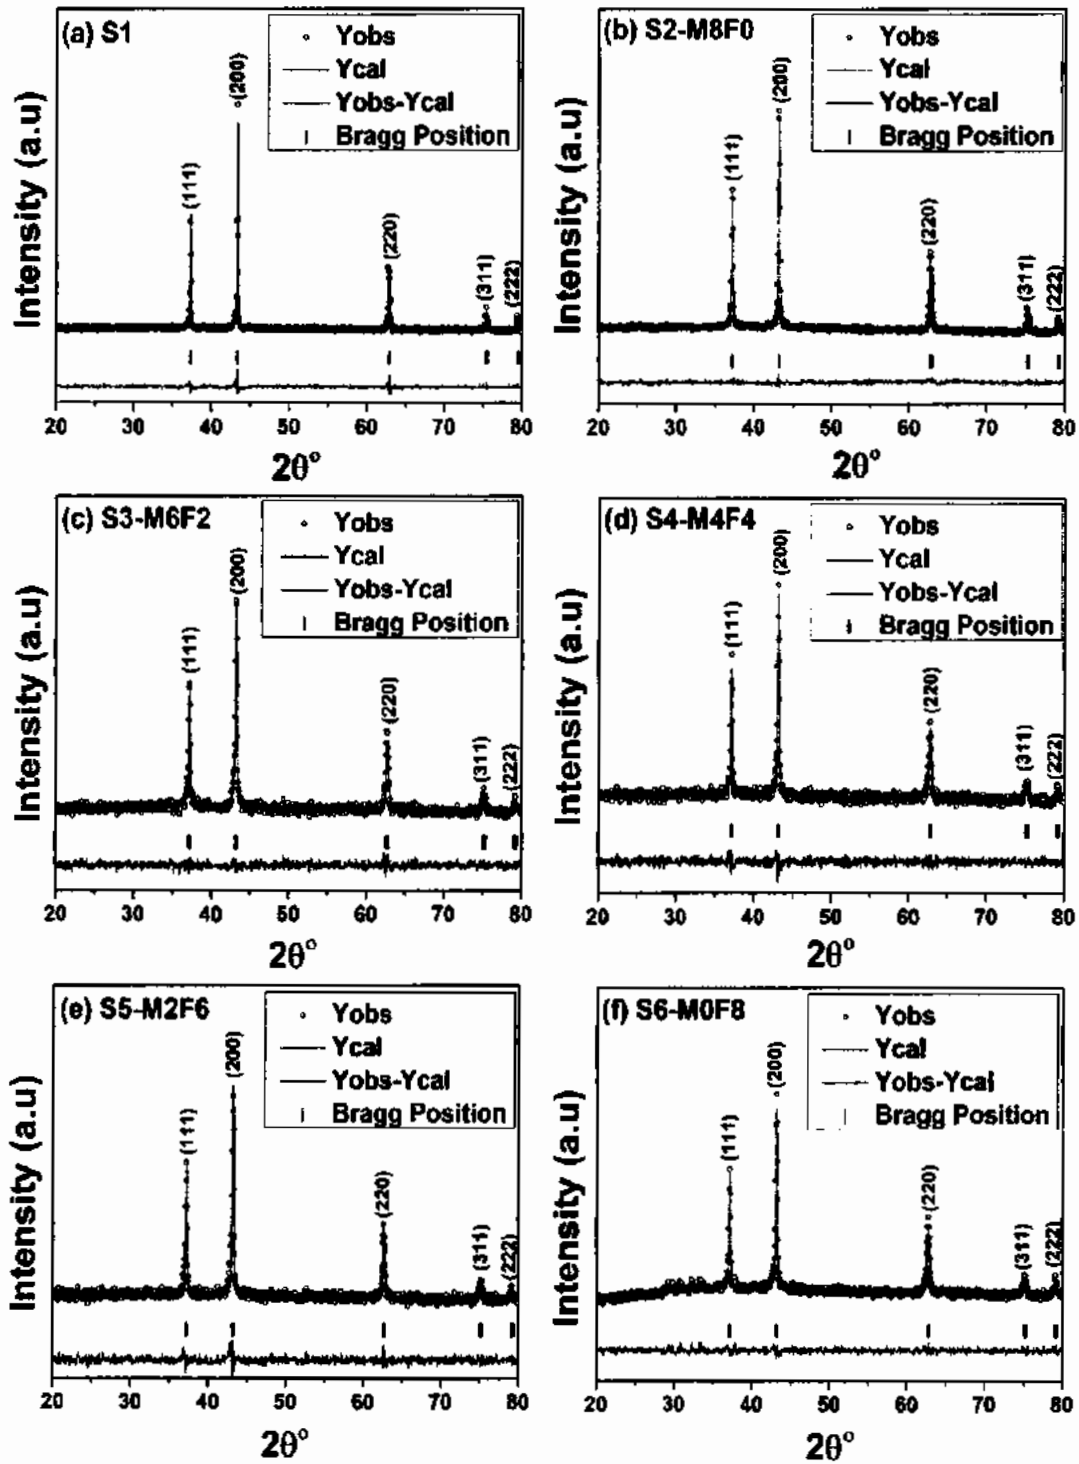 (a) S1
Yobs
Ycal
Yobs-Ycal
Bragg Position
(111)
(200)
(220)
(311)
(222)
Intensity (a.u)
20 30 40 50 60 70 80
2θ°
(b) S2-M8F0
Yobs
Ycal
Yobs-Ycal
Bragg Position
(111)
(200)
(220)
(311)
(222)
Intensity (a.u)
20 30 40 50 60 70 80
2θ°
(c) S3-M6F2
Yobs
Ycal
Yobs-Ycal
Bragg Position
(111)
(200)
(220)
(311)
(222)
Intensity (a.u)
20 30 40 50 60 70 80
2θ°
(d) S4-M4F4
Yobs
Ycal
Yobs-Ycal
Bragg Position
(111)
(200)
(220)
(311)
(222)
Intensity (a.u)
20 30 40 50 60 70 80
2θ°
(e) S5-M2F6
Yobs
Ycal
Yobs-Ycal
Bragg Position
(111)
(200)
(220)
(311)
(222)
Intensity (a.u)
20 30 40 50 60 70 80
2θ°
(f) S6-M0F8
Yobs
Ycal
Yobs-Ycal
Bragg Position
(111)
(200)
(220)
(311)
(222)
Intensity (a.u)
20 30 40 50 60 70 80
2θ°